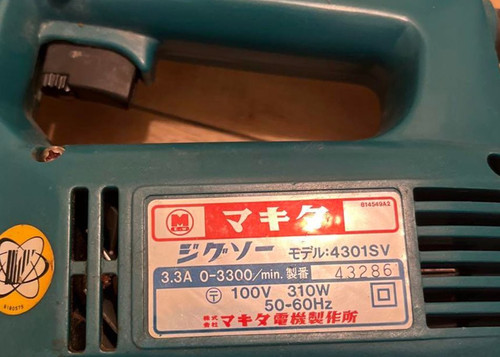 814549A2
M
マキタ
ジグソー モデル:4301SV
3.3A 0-3300/min. 製番 43286
〒 100V 310W
50-60Hz
株式会社 マキタ電機製作所